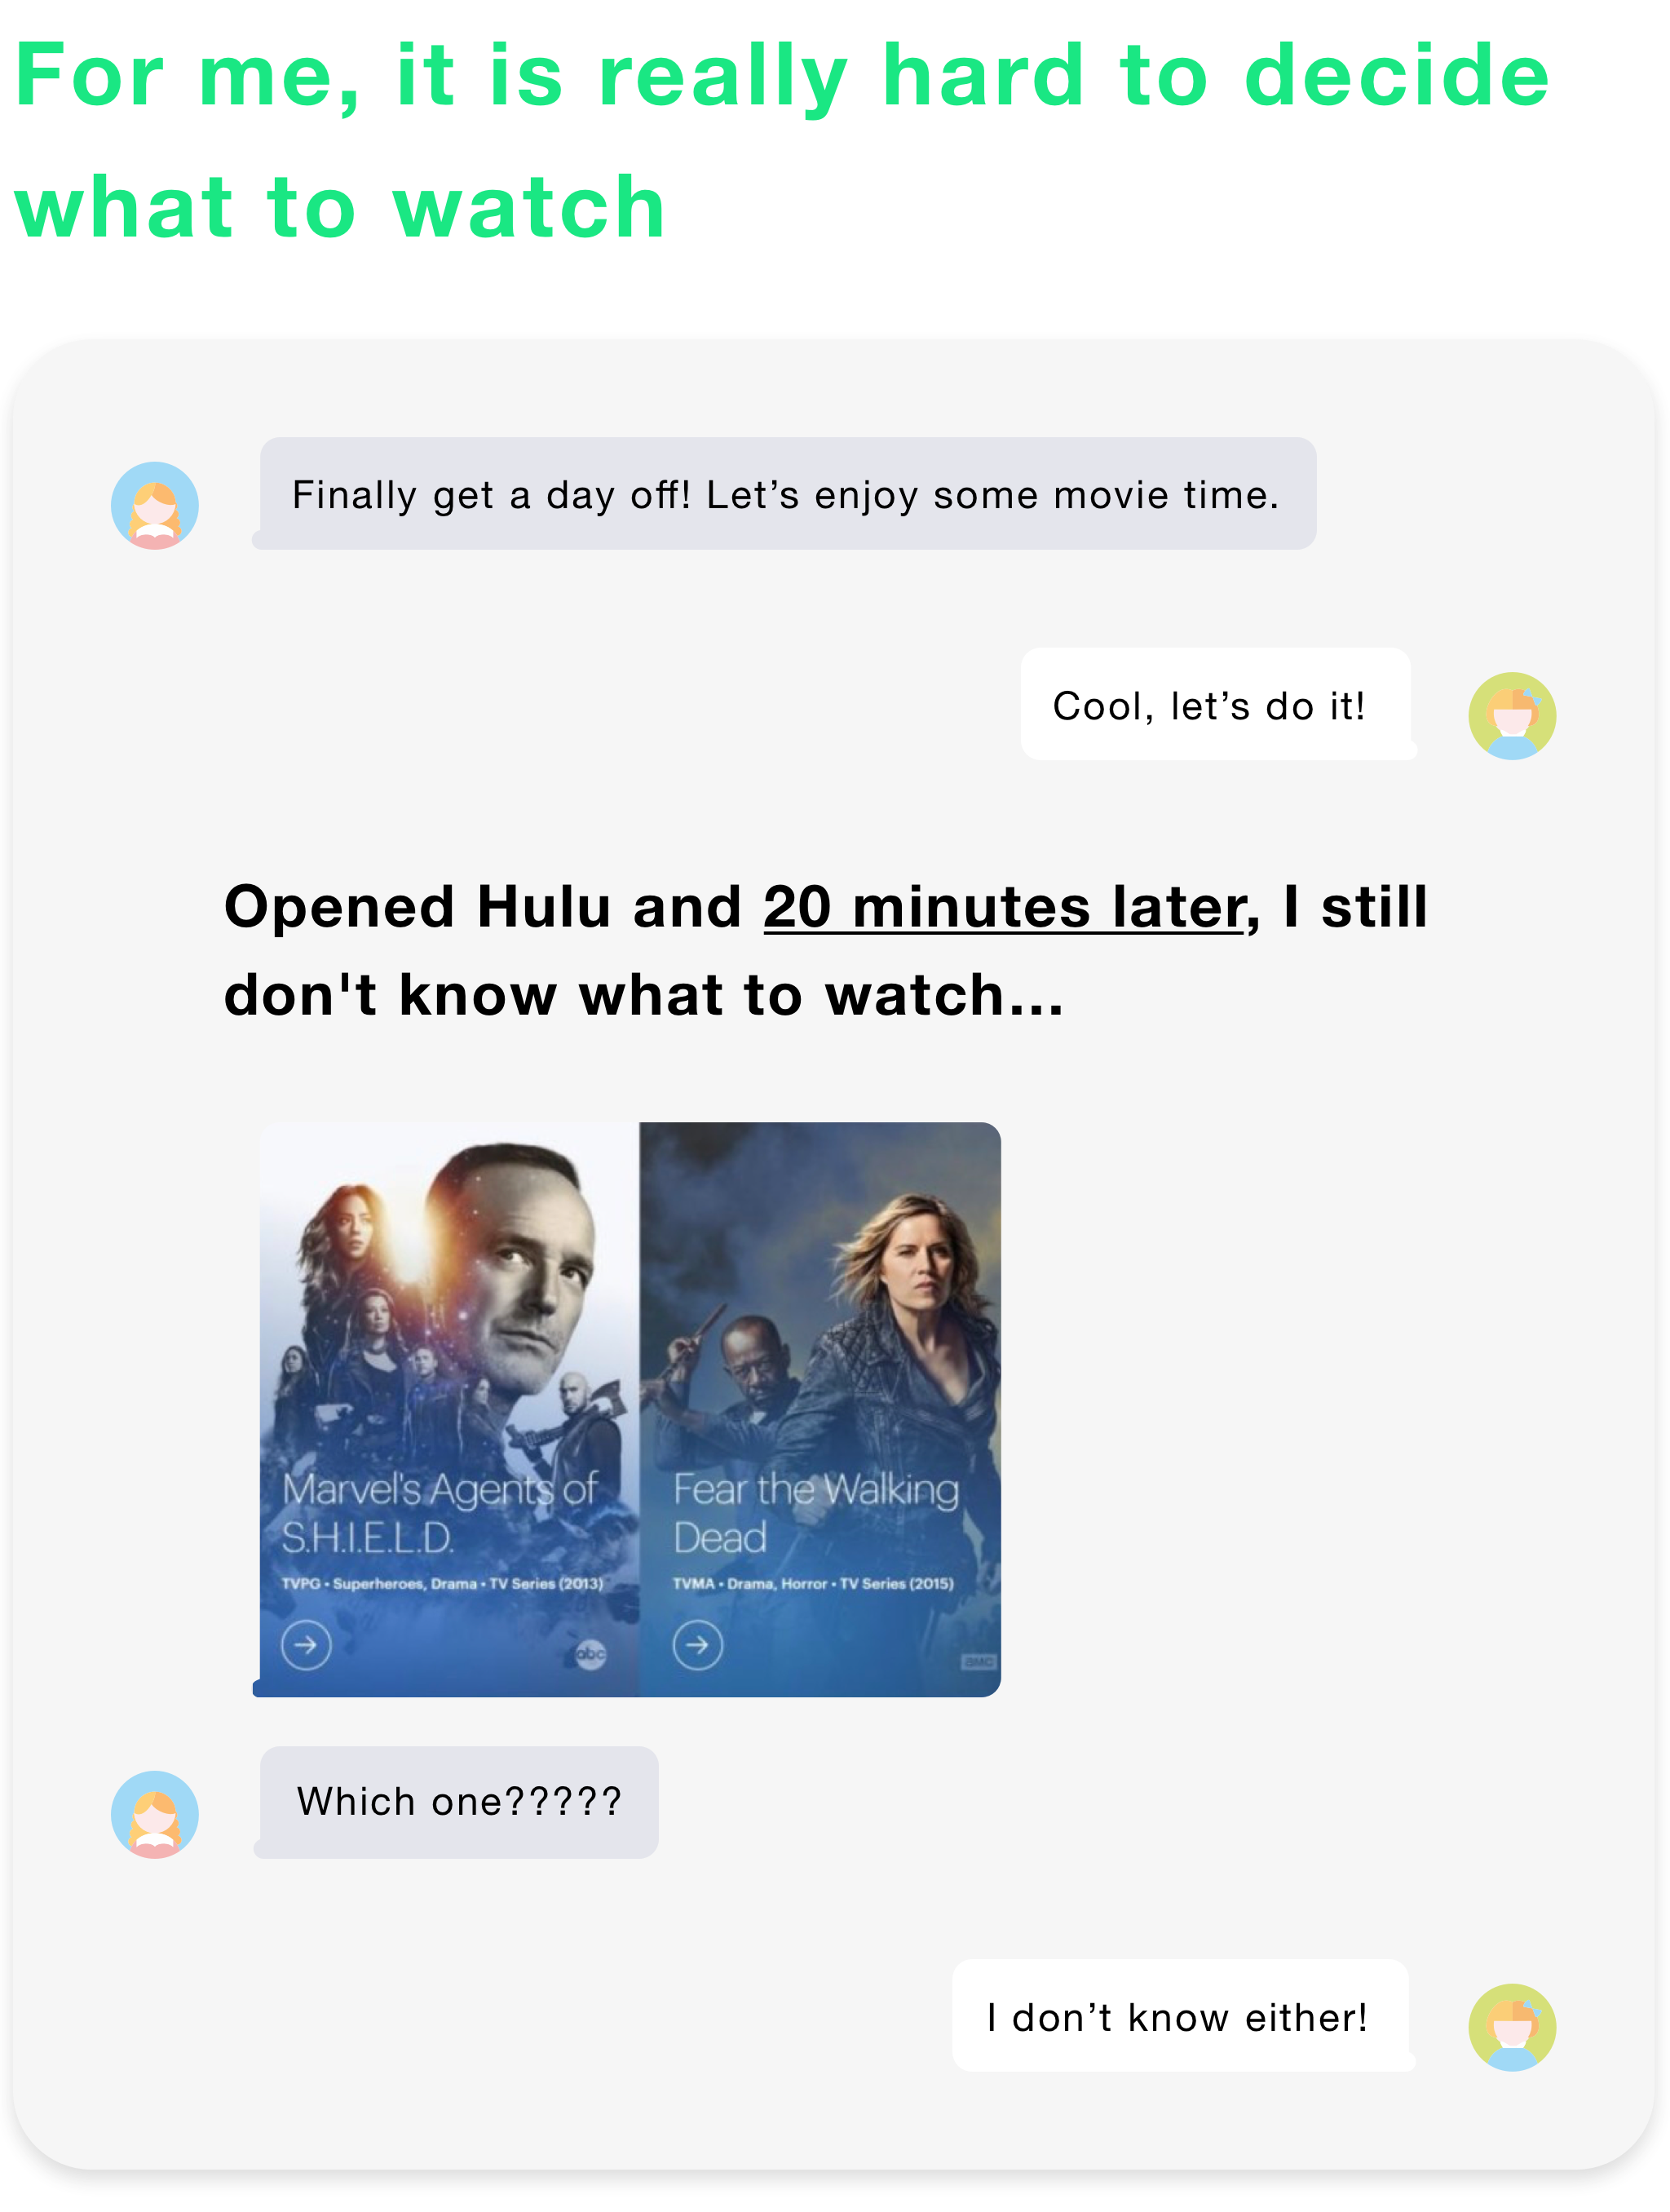 For me, it is really hard to decide
what to watch
Finally get a day off! Let’s enjoy some movie time.
Cool, let’s do it!
Opened Hulu and 20 minutes later, I still
don't know what to watch...
Marvel's Agents of
S.H.I.E.L.D.
TVPG • Superheroes, Drama • TV Series (2013)
abc
Fear the Walking
Dead
TVMA • Drama, Horror • TV Series (2015)
AMC
Which one?????
I don’t know either!